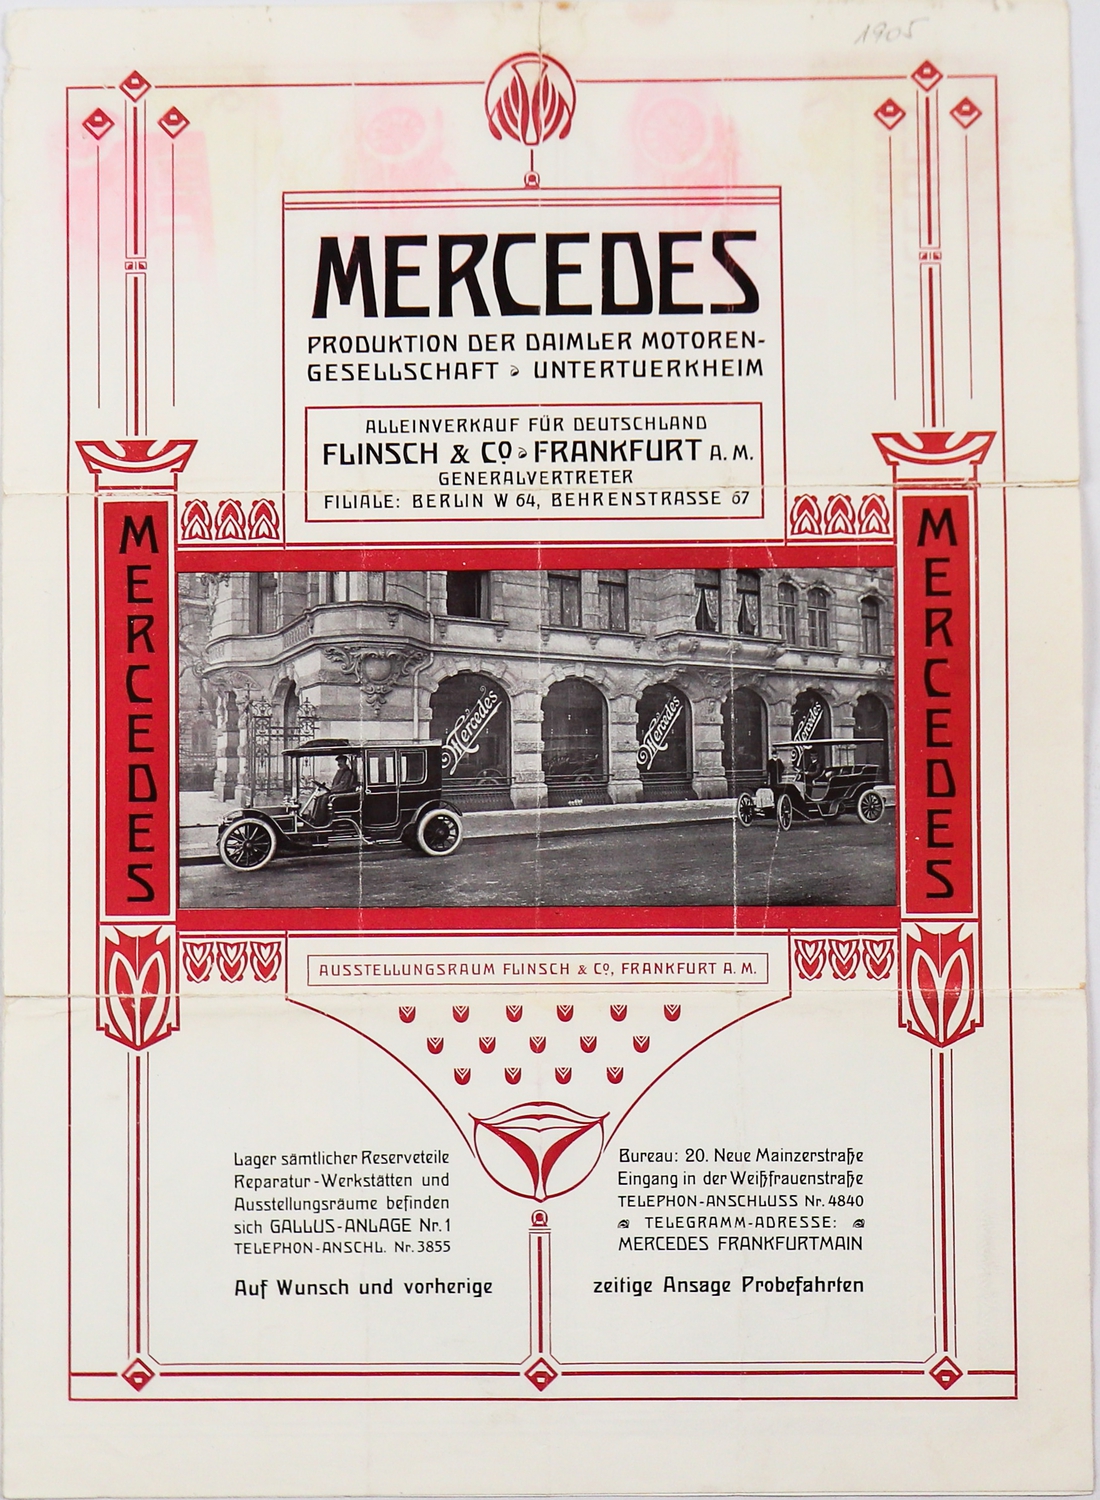 1905
MERCEDES
PRODUKTION DER DAIMLER MOTOREN-
GESELLSCHAFT UNTERTUERKHEIM
ALLEINVERKAUF FÜR DEUTSCHLAND
FLINSCH & Co FRANKFURT A. M.
GENERALVERTRETER
FILIALE: BERLIN W 64, BEHRENSTRASSE 67
MERCEDES
MERCEDES
Mercedes
Mercedes
Mercedes
AUSSTELLUNGSRAUM FLINSCH & Co, FRANKFURT A. M.
Lager sämtlicher Reserveteile
Reparatur-Werkstätten und
Ausstellungsräume befinden
sich GALLUS-ANLAGE Nr. 1
TELEPHON-ANSCHL. Nr. 3855
Bureau: 20. Neue Mainzerstraße
Eingang in der Weißfrauenstraße
TELEPHON-ANSCHLUSS Nr. 4840
TELEGRAMM-ADRESSE:
MERCEDES FRANKFURTMAIN
Auf Wunsch und vorherige zeitige Ansage Probefahrten